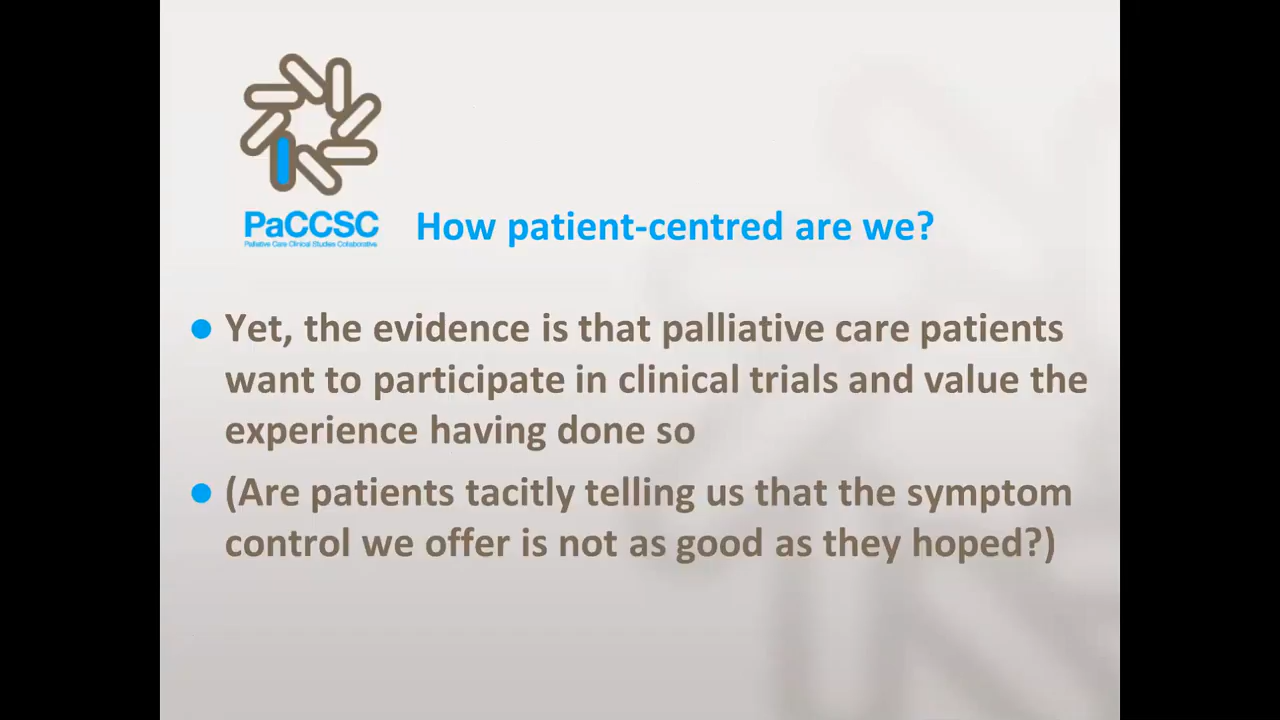 PaCCSC
Palliative Care Clinical Studies Collaborative
How patient-centred are we?
● Yet, the evidence is that palliative care patients
want to participate in clinical trials and value the
experience having done so
● (Are patients tacitly telling us that the symptom
control we offer is not as good as they hoped?)